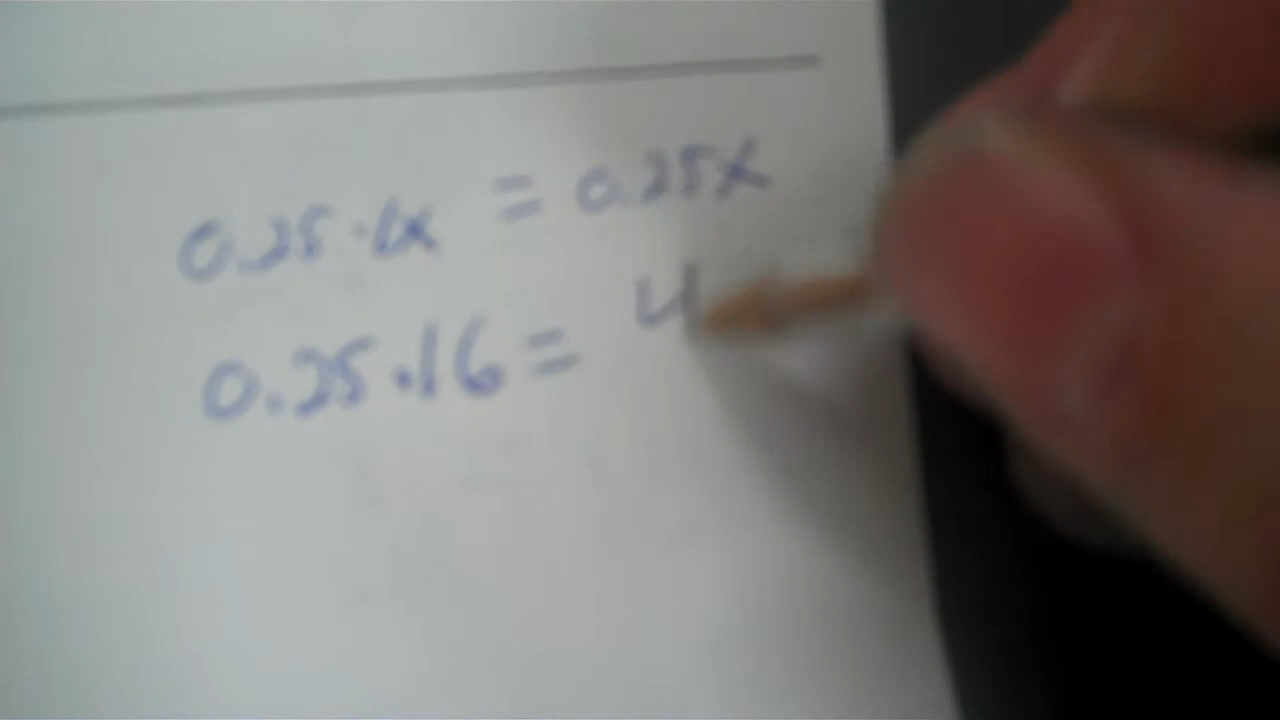 0.25 · 1x = 0.25x
0.25 · 16 = 4